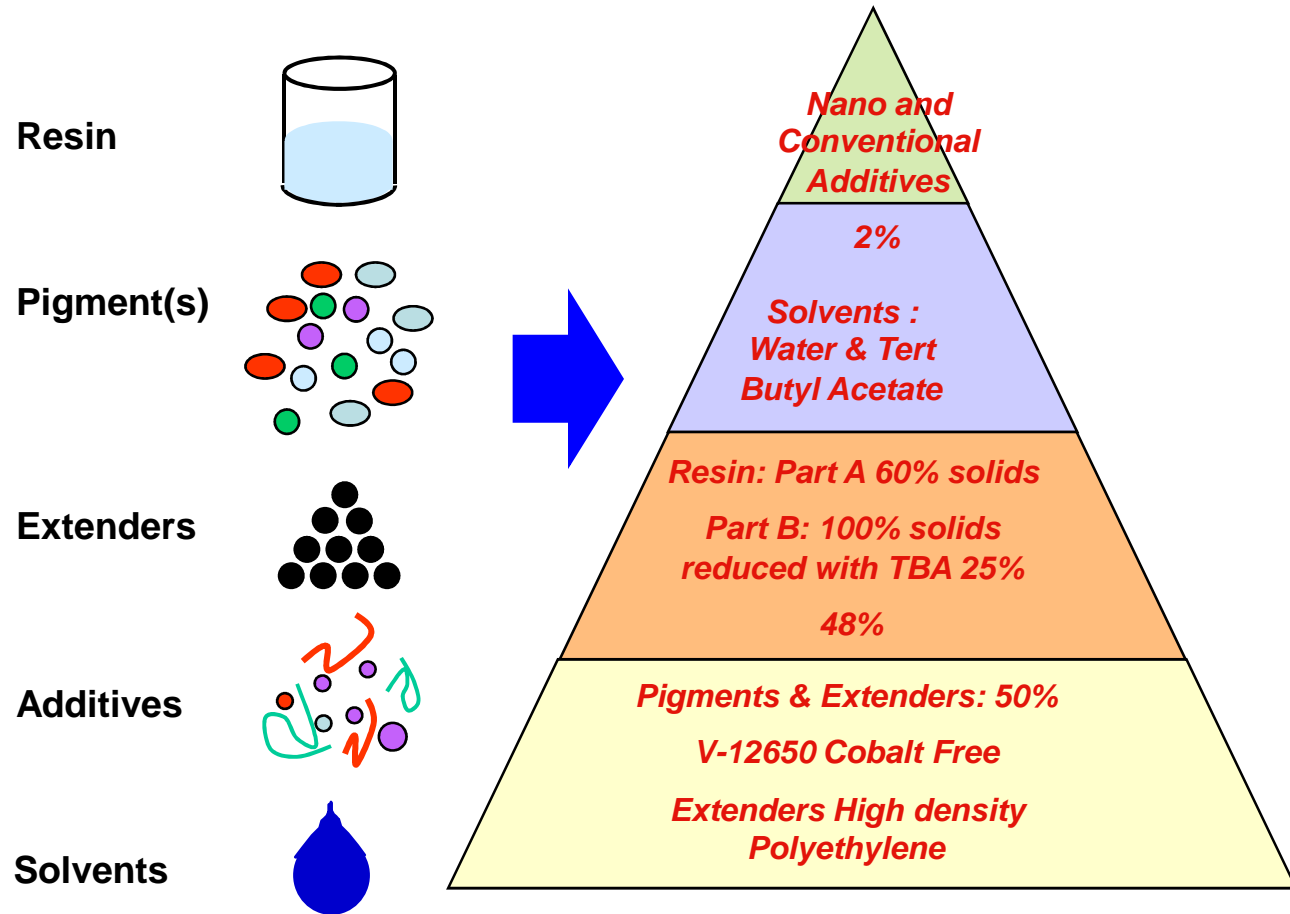 Resin
Pigment(s)
Extenders
Additives
Solvents
Nano and
Conventional
Additives
2%
Solvents :
Water & Tert
Butyl Acetate
Resin: Part A 60% solids
Part B: 100% solids
reduced with TBA 25%
48%
Pigments & Extenders: 50%
V-12650 Cobalt Free
Extenders High density
Polyethylene